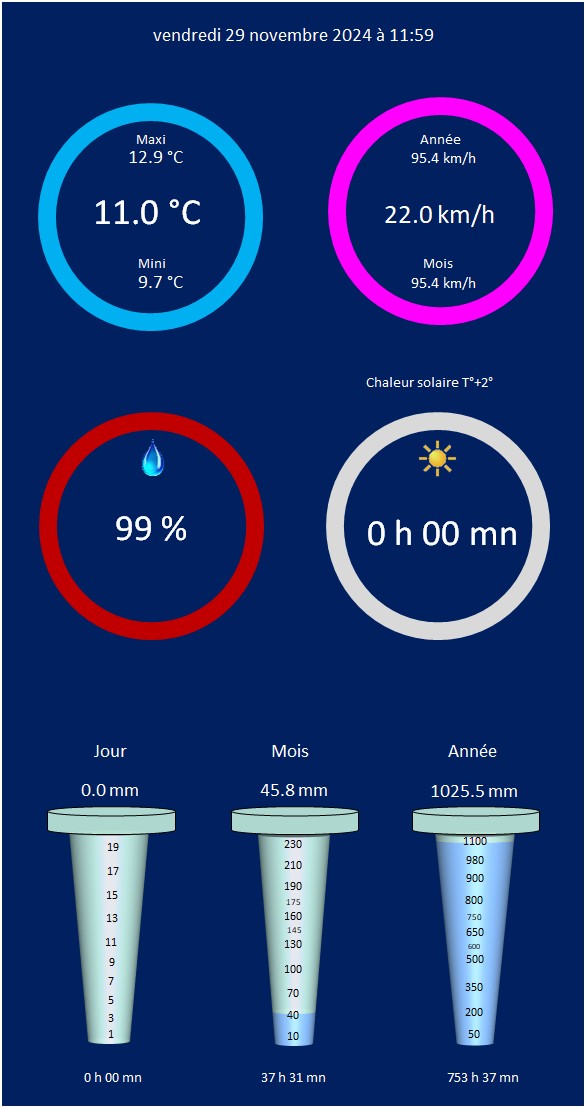 vendredi 29 novembre 2024 à 11:59
Maxi
12.9 °C
11.0 °C
Mini
9.7 °C
Année
95.4 km/h
22.0 km/h
Mois
95.4 km/h
Chaleur solaire T°+2°
99 %
0 h 00 mn
Jour
0.0 mm
19
17
15
13
11
9
7
5
3
1
0 h 00 mn
Mois
45.8 mm
230
210
190
175
160
145
130
100
70
40
10
37 h 31 mn
Année
1025.5 mm
1100
980
900
800
750
650
600
500
350
200
50
753 h 37 mn